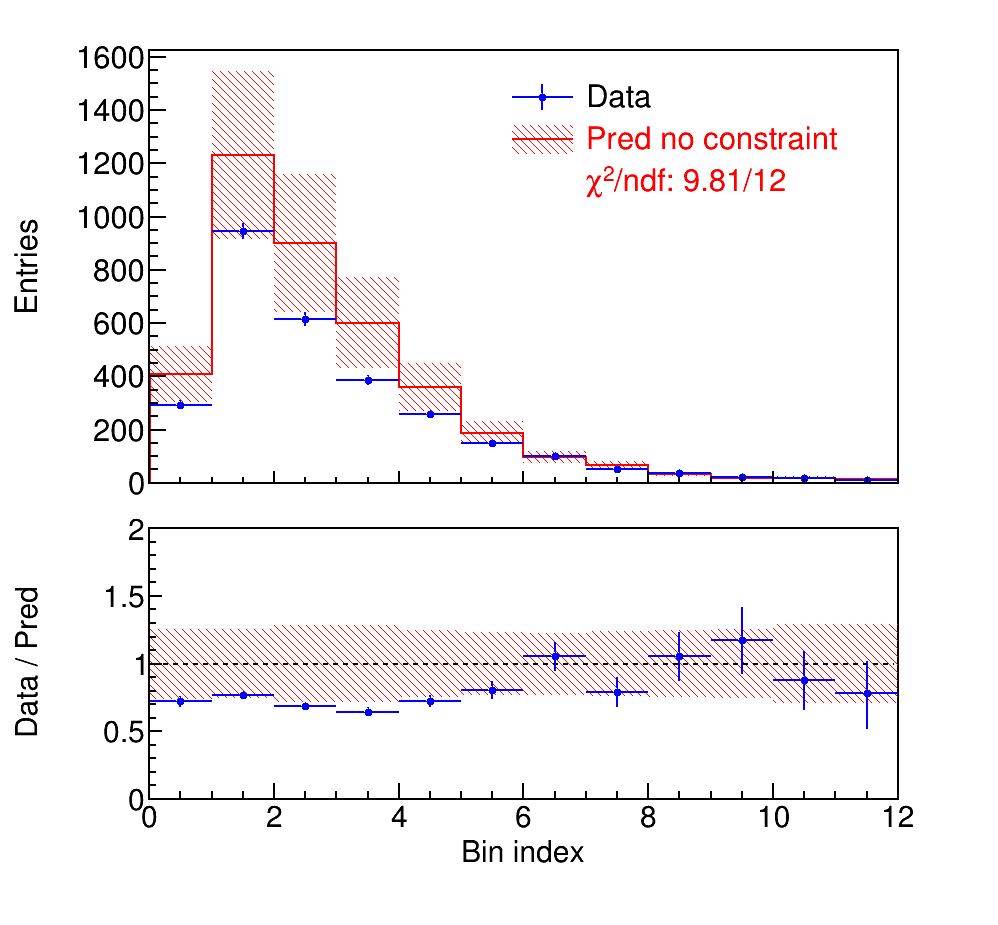 1600
1400
1200
1000
800
600
400
200
0
Entries
Data
Pred no constraint
χ²/ndf: 9.81/12
2
1.5
1
0.5
0
Data / Pred
0 2 4 6 8 10 12
Bin index